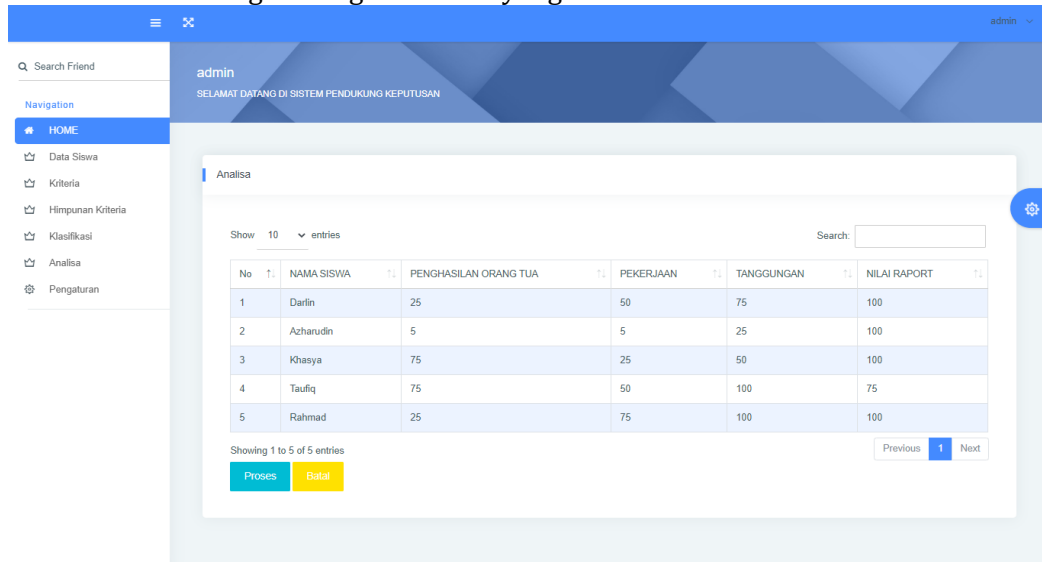 admin
Search Friend
admin
SELAMAT DATANG DI SISTEM PENDUKUNG KEPUTUSAN
Navigation
HOME
Data Siswa
Kriteria
Himpunan Kriteria
Klasifikasi
Analisa
Pengaturan
Analisa
Show 10 entries Search:
No NAMA SISWA PENGHASILAN ORANG TUA PEKERJAAN TANGGUNGAN NILAI RAPORT
1 Darlin 25 50 75 100
2 Azharudin 5 5 25 100
3 Khasya 75 25 50 100
4 Taufiq 75 50 100 75
5 Rahmad 25 75 100 100
Showing 1 to 5 of 5 entries Previous 1 Next
Proses Batal